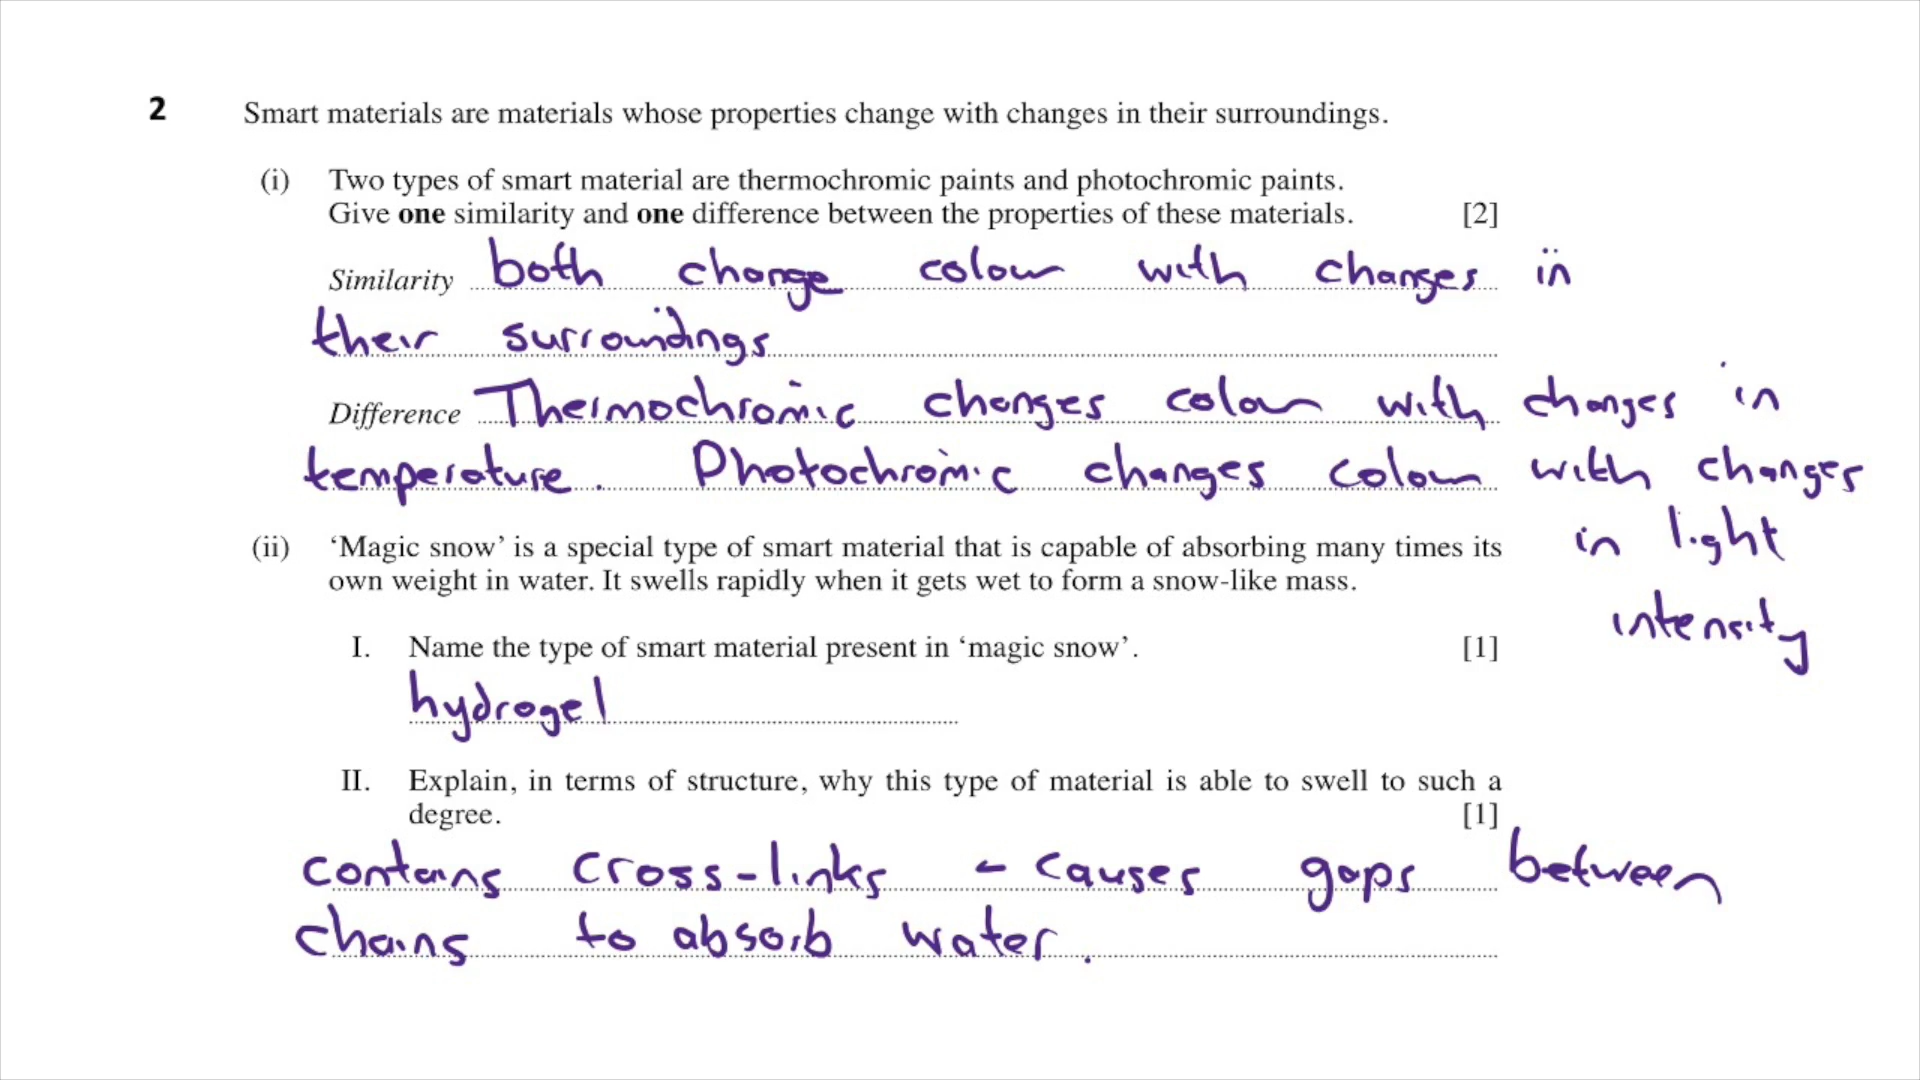 2 Smart materials are materials whose properties change with changes in their surroundings.
(i) Two types of smart material are thermochromic paints and photochromic paints.
Give one similarity and one difference between the properties of these materials. [2]
Similarity both change colour with changes in
their surroundings
Difference Thermochromic changes colour with changes in
temperature. Photochromic changes colour with changes
in light
intensity
(ii) ‘Magic snow’ is a special type of smart material that is capable of absorbing many times its
own weight in water. It swells rapidly when it gets wet to form a snow-like mass.
I. Name the type of smart material present in ‘magic snow’. [1]
hydrogel
II. Explain, in terms of structure, why this type of material is able to swell to such a
degree. [1]
contains cross-links - causes gaps between
chains to absorb water.